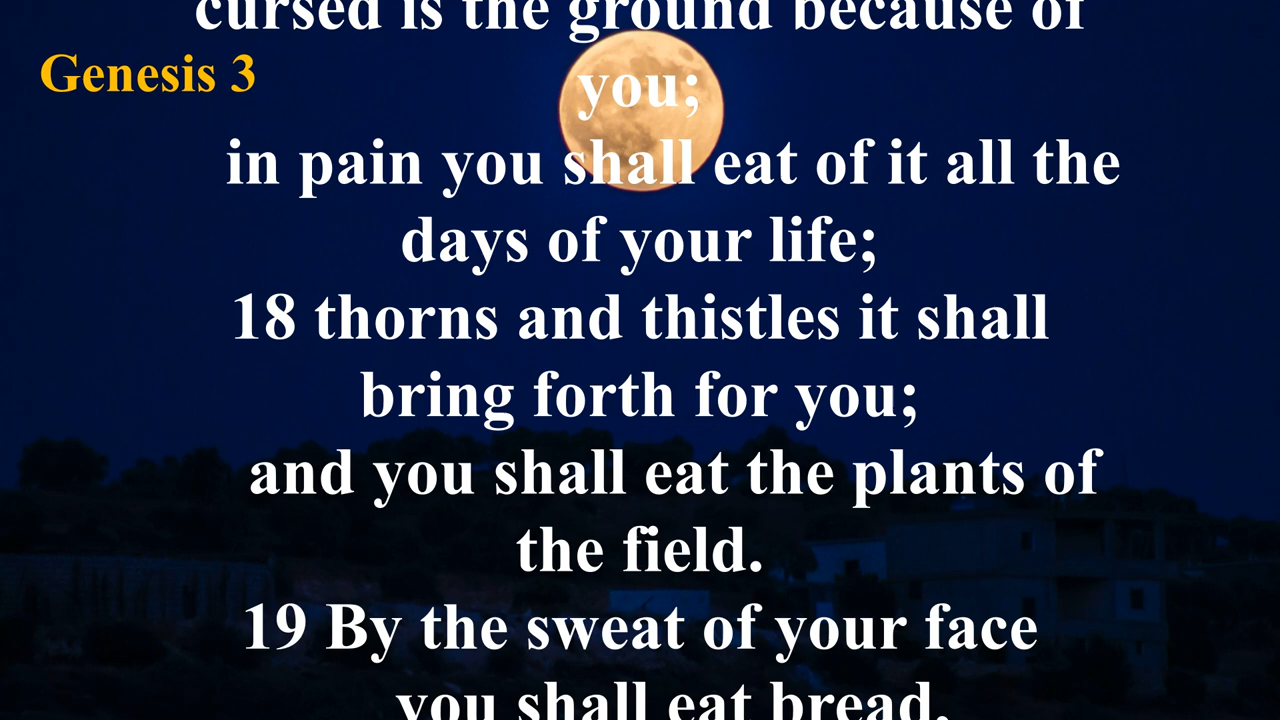 cursed is the ground because of
Genesis 3
you;
in pain you shall eat of it all the
days of your life;
18 thorns and thistles it shall
bring forth for you;
and you shall eat the plants of
the field.
19 By the sweat of your face
you shall eat bread,